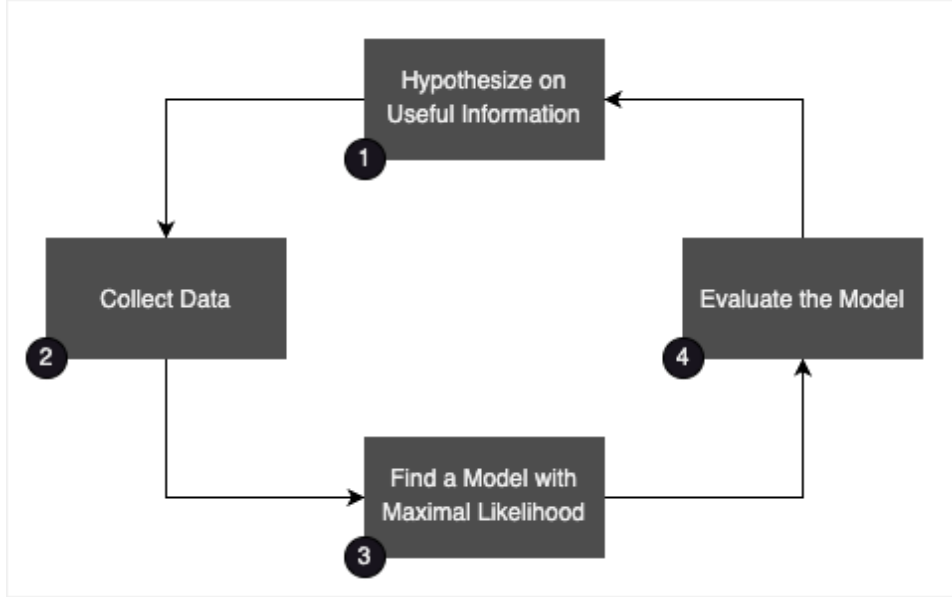 Hypothesize on
Useful Information
1
Collect Data
2
Evaluate the Model
4
Find a Model with
Maximal Likelihood
3